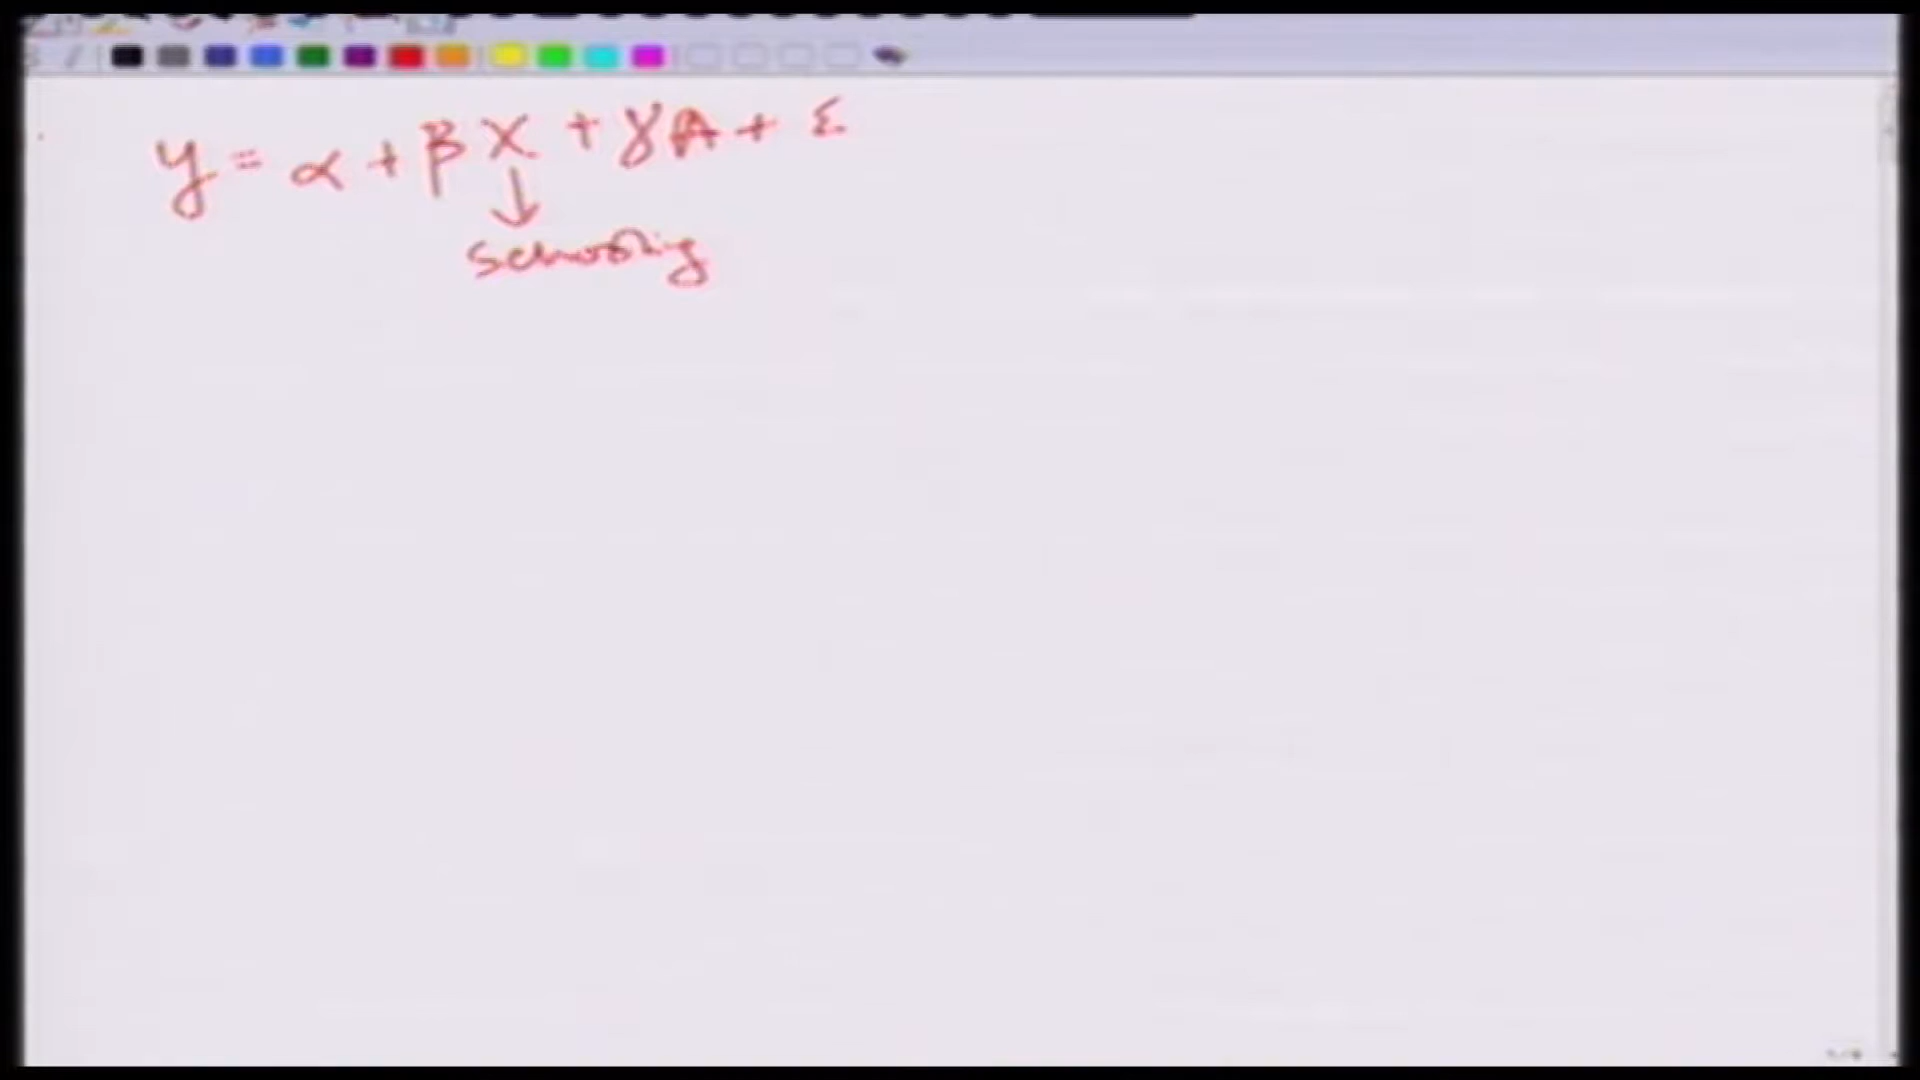 y = α + β X + γ A + ε
↓
schooling